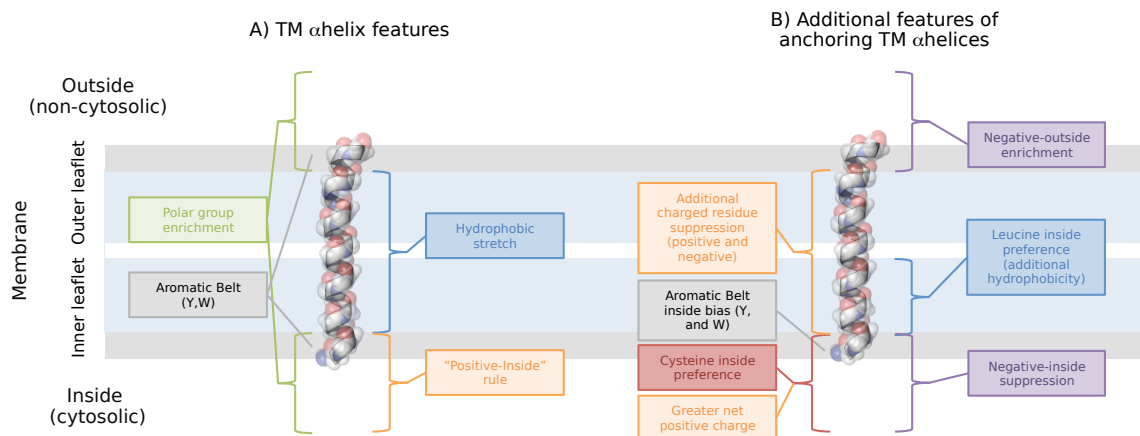 A) TM αhelix features
B) Additional features of
anchoring TM αhelices
Outside
(non-cytosolic)
Membrane
Outer leaflet
Inner leaflet
Inside
(cytosolic)
Polar group
enrichment
Aromatic Belt
(Y,W)
Hydrophobic
stretch
“Positive-Inside”
rule
Additional
charged residue
suppression
(positive and
negative)
Aromatic Belt
inside bias (Y,
and W)
Cysteine inside
preference
Greater net
positive charge
Negative-outside
enrichment
Leucine inside
preference
(additional
hydrophobicity)
Negative-inside
suppression